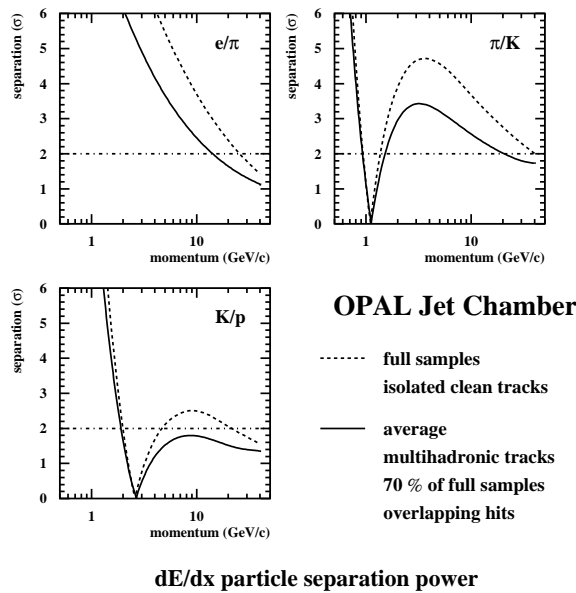 separation (σ)
6
5
4
3
2
1
0
e/π
1
10
momentum (GeV/c)
separation (σ)
6
5
4
3
2
1
0
π/K
1
10
momentum (GeV/c)
separation (σ)
6
5
4
3
2
1
0
K/p
1
10
momentum (GeV/c)
OPAL Jet Chamber
full samples
isolated clean tracks
average
multihadronic tracks
70 % of full samples
overlapping hits
dE/dx particle separation power